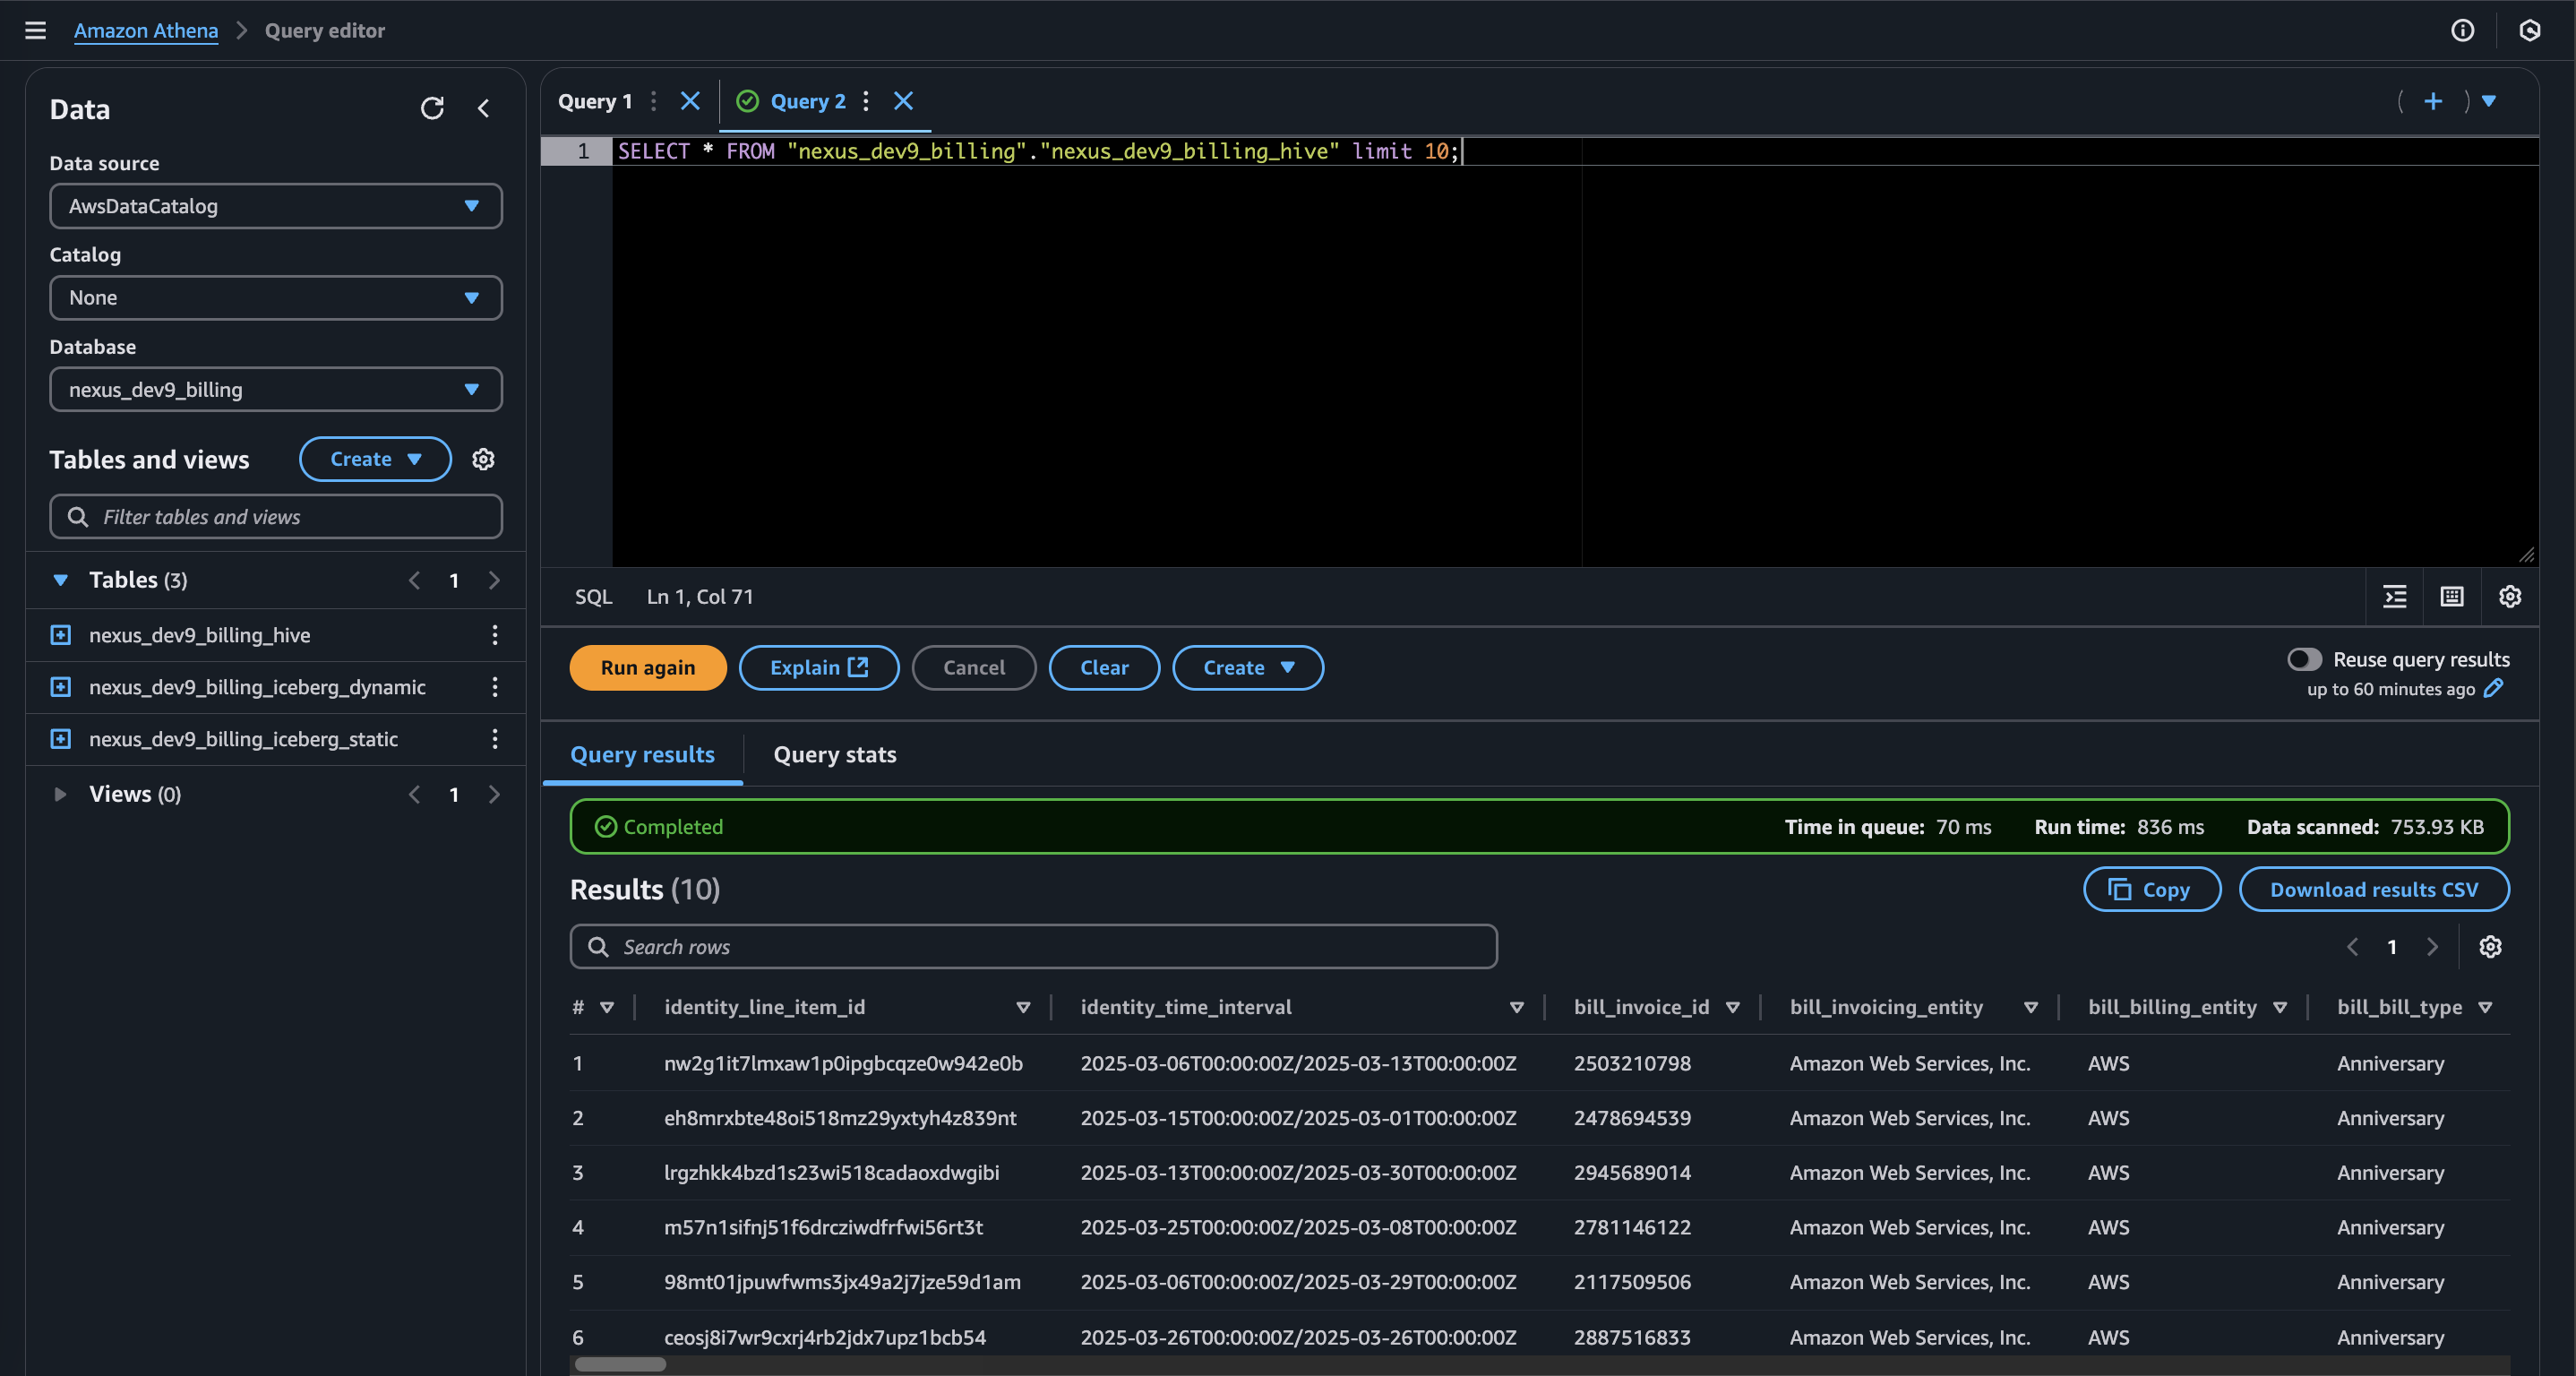 Amazon Athena
Query editor
Data
Data source
AwsDataCatalog
Catalog
None
Database
nexus_dev9_billing
Tables and views
Create
Filter tables and views
Tables (3)
1
nexus_dev9_billing_hive
nexus_dev9_billing_iceberg_dynamic
nexus_dev9_billing_iceberg_static
Views (0)
1
Query 1
Query 2
1 SELECT * FROM "nexus_dev9_billing"."nexus_dev9_billing_hive" limit 10;
SQL Ln 1, Col 71
Run again
Explain
Cancel
Clear
Create
Reuse query results
up to 60 minutes ago
Query results
Query stats
Completed
Time in queue: 70 ms Run time: 836 ms Data scanned: 753.93 KB
Results (10)
Copy
Download results CSV
Search rows
1
# identity_line_item_id identity_time_interval bill_invoice_id bill_invoicing_entity bill_billing_entity bill_bill_type
1 nw2g1it7lmxaw1p0ipgbcqze0w942e0b 2025-03-06T00:00:00Z/2025-03-13T00:00:00Z 2503210798 Amazon Web Services, Inc. AWS Anniversary
2 eh8mrxbte48oi518mz29yxtyh4z839nt 2025-03-15T00:00:00Z/2025-03-01T00:00:00Z 2478694539 Amazon Web Services, Inc. AWS Anniversary
3 lrgzhkk4bzd1s23wi518cadaoxdwgibi 2025-03-13T00:00:00Z/2025-03-30T00:00:00Z 2945689014 Amazon Web Services, Inc. AWS Anniversary
4 m57n1sifnj51f6drcziwdfrfwi56rt3t 2025-03-25T00:00:00Z/2025-03-08T00:00:00Z 2781146122 Amazon Web Services, Inc. AWS Anniversary
5 98mt01jpuwfwms3jx49a2j7jze59d1am 2025-03-06T00:00:00Z/2025-03-29T00:00:00Z 2117509506 Amazon Web Services, Inc. AWS Anniversary
6 ceosj8i7wr9cxrj4rb2jdx7upz1bcb54 2025-03-26T00:00:00Z/2025-03-26T00:00:00Z 2887516833 Amazon Web Services, Inc. AWS Anniversary